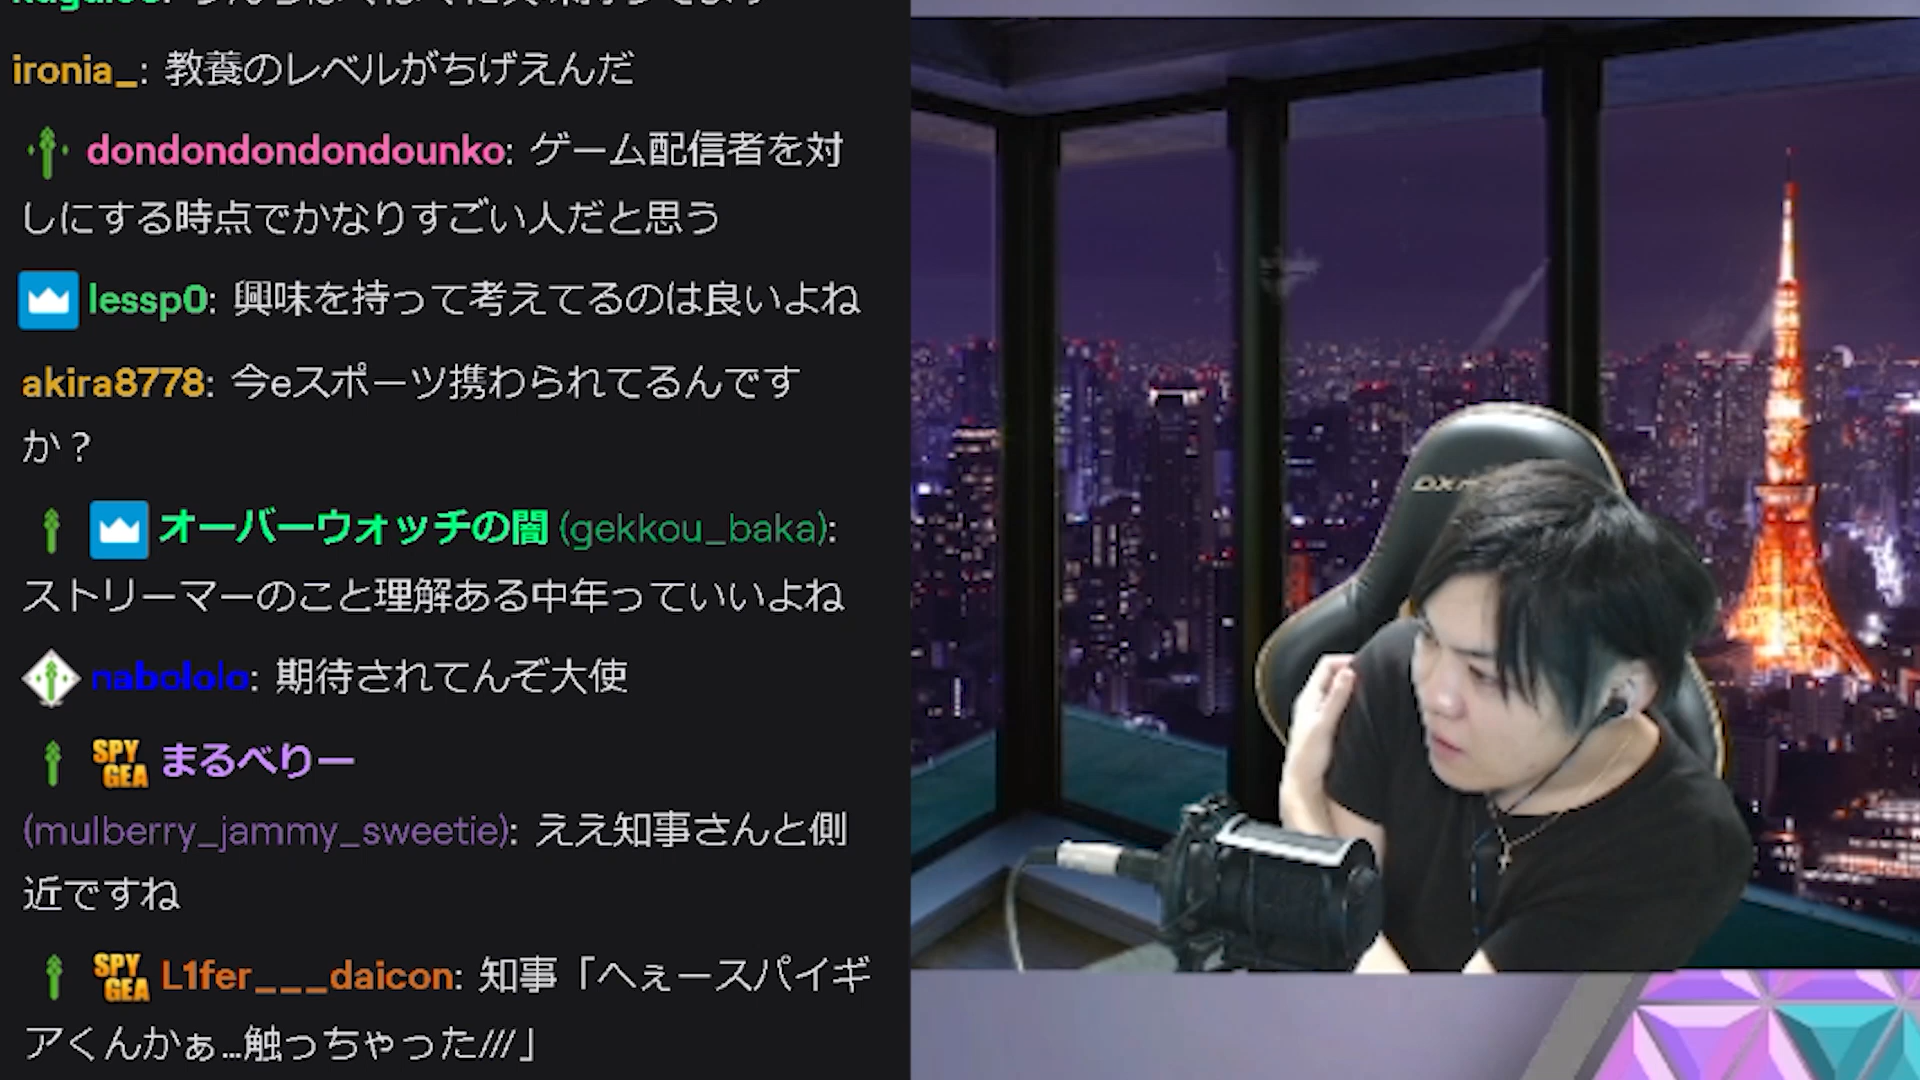 ironia_: 教養のレベルがちげえんだ
dondondondondounko: ゲーム配信者を対
しにする時点でかなりすごい人だと思う
lessp0: 興味を持って考えてるのは良いよね
akira8778: 今eスポーツ携わられてるんです
か？
オーバーウォッチの闇 (gekkou_baka):
ストリーマーのこと理解ある中年っていいよね
nabololo: 期待されてんぞ大使
SPY GEA まるべりー
(mulberry_jammy_sweetie): ええ知事さんと側
近ですね
SPY GEA L1fer___daicon: 知事「へぇースパイギ
アくんかぁ...触っちゃった///」